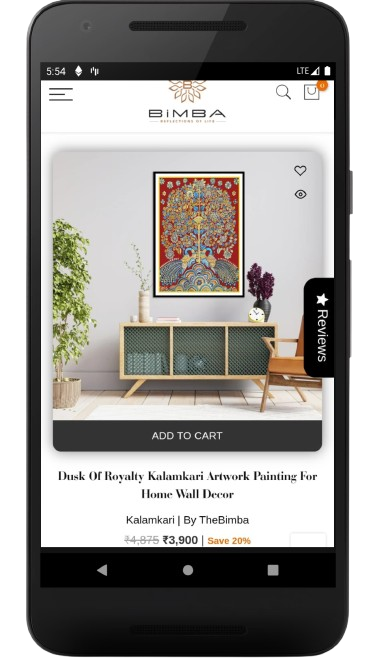 5:54
LTE
BiMBA
REFLECTIONS OF LIFE
Reviews
ADD TO CART
Dusk Of Royalty Kalamkari Artwork Painting For
Home Wall Decor
Kalamkari | By TheBimba
₹4,875 ₹3,900 | Save 20%